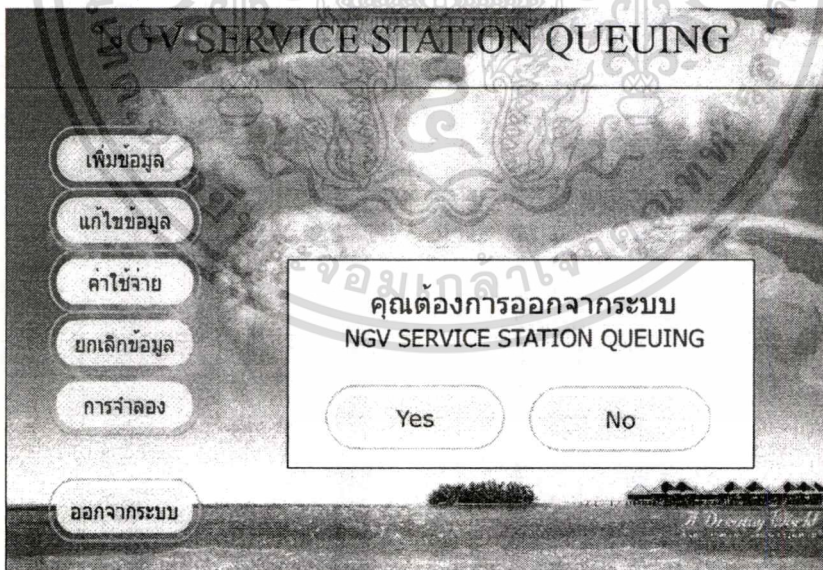 NGV SERVICE STATION QUEUING
เพิ่มข้อมูล
แก้ไขข้อมูล
ค่าใช้จ่าย
ยกเลิกข้อมูล
การจำลอง
ออกจากระบบ
คุณต้องการออกจากระบบ
NGV SERVICE STATION QUEUING
Yes
No
A Dreamy World